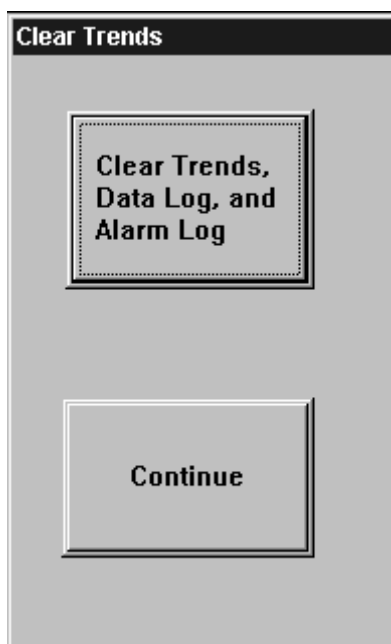 Clear Trends
Clear Trends,
Data Log, and
Alarm Log
Continue